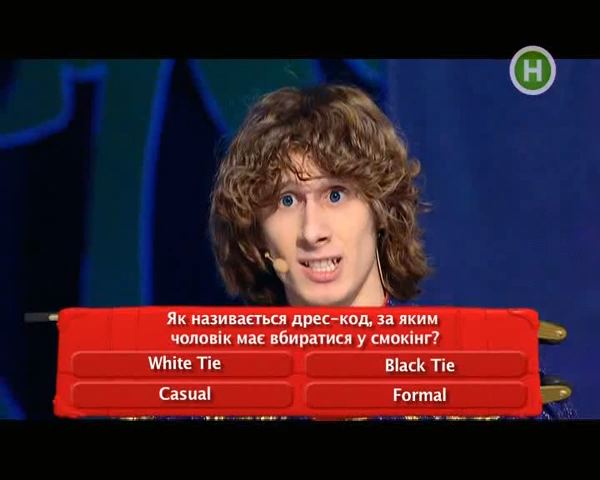 H
Як називається дрес-код, за яким
чоловік має вбиратися у смокінг?
White Tie
Black Tie
Casual
Formal